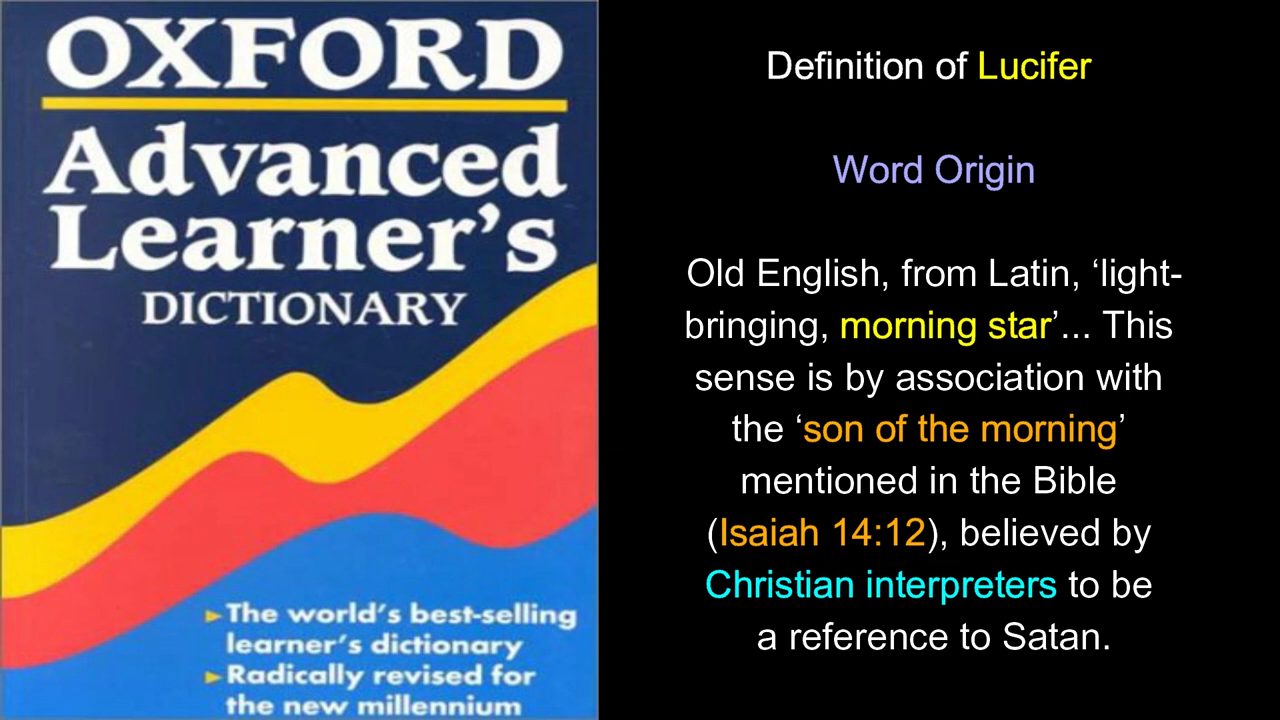 OXFORD
Advanced
Learner's
DICTIONARY
► The world's best-selling
learner's dictionary
► Radically revised for
the new millennium
Definition of Lucifer
Word Origin
Old English, from Latin, ‘light-
bringing, morning star’... This
sense is by association with
the ‘son of the morning’
mentioned in the Bible
(Isaiah 14:12), believed by
Christian interpreters to be
a reference to Satan.